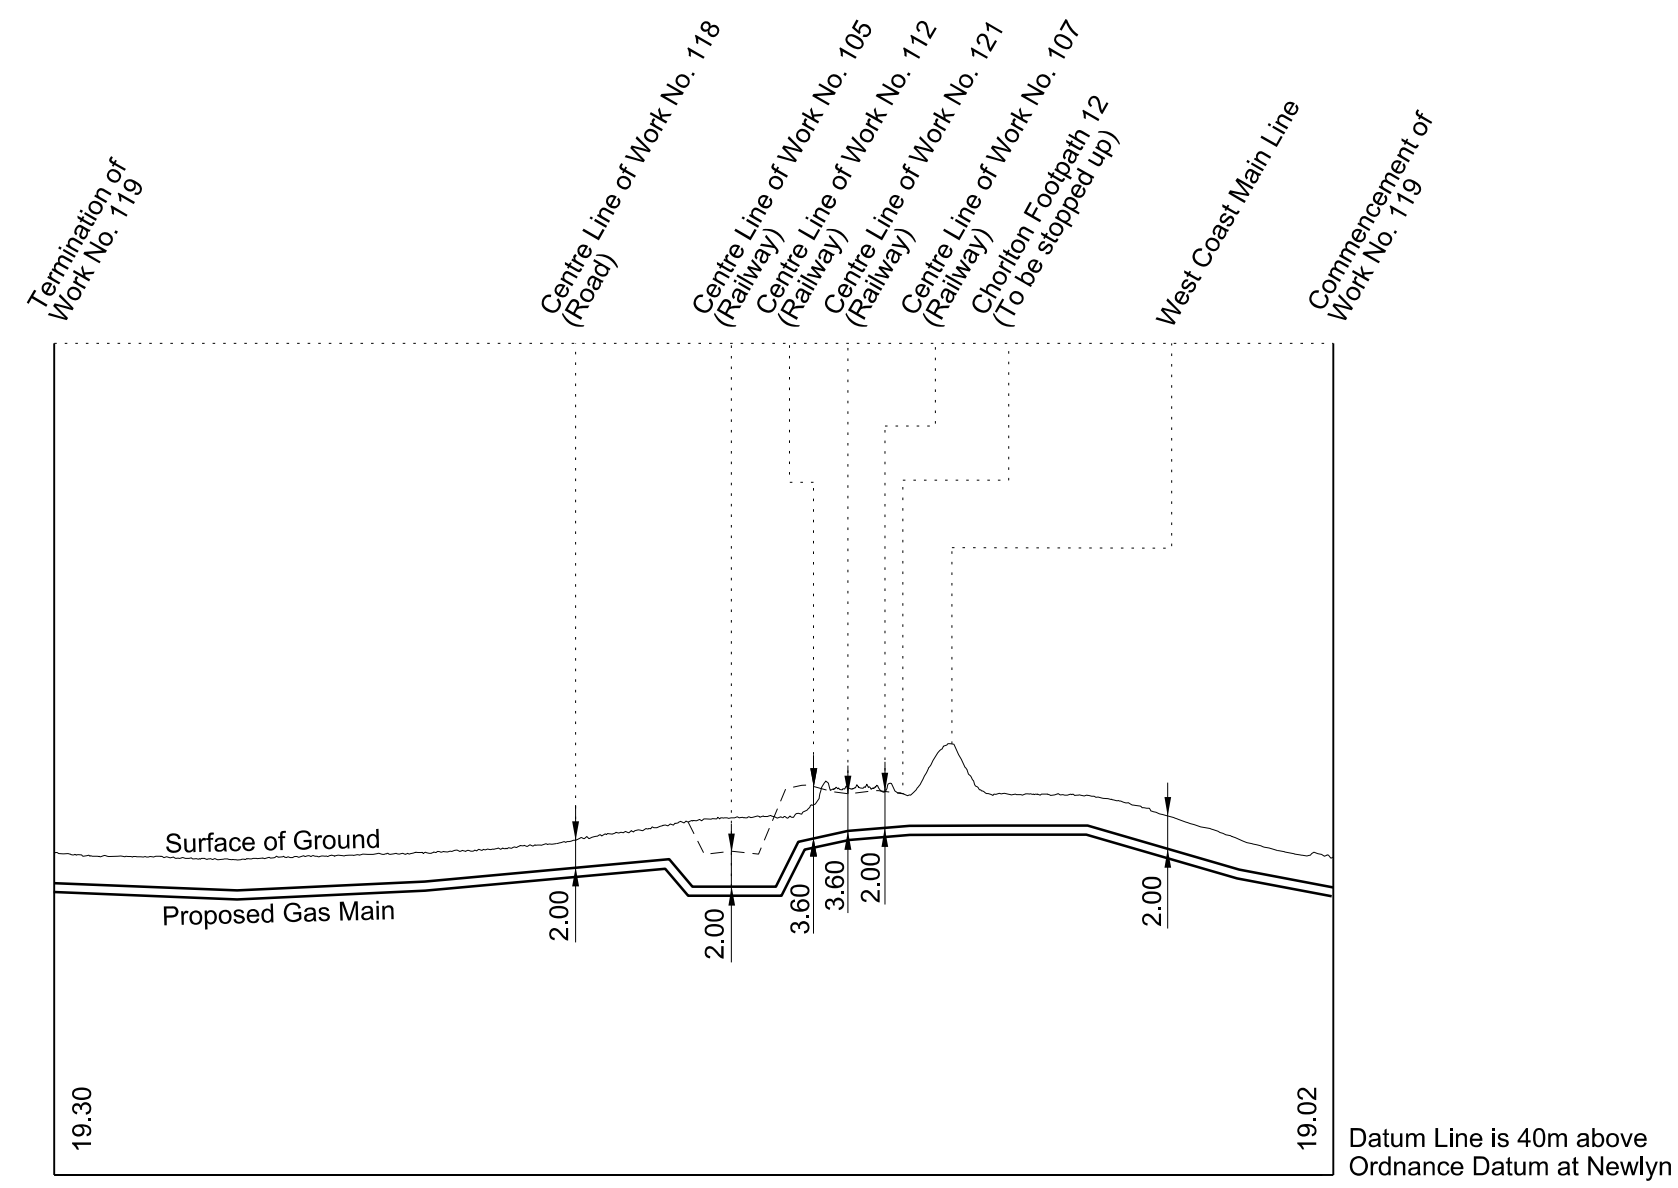 Termination of
Work No. 119
Centre Line of Work No. 118
(Road)
Centre Line of Work No. 105
(Railway)
Centre Line of Work No. 112
(Railway)
Centre Line of Work No. 121
(Railway)
Centre Line of Work No. 107
(Railway)
Chorlton Footpath 12
(To be stopped up)
West Coast Main Line
Commencement of
Work No. 119
Surface of Ground
Proposed Gas Main
2.00
2.00
3.60
3.60
2.00
2.00
19.30
19.02
Datum Line is 40m above
Ordnance Datum at Newlyn